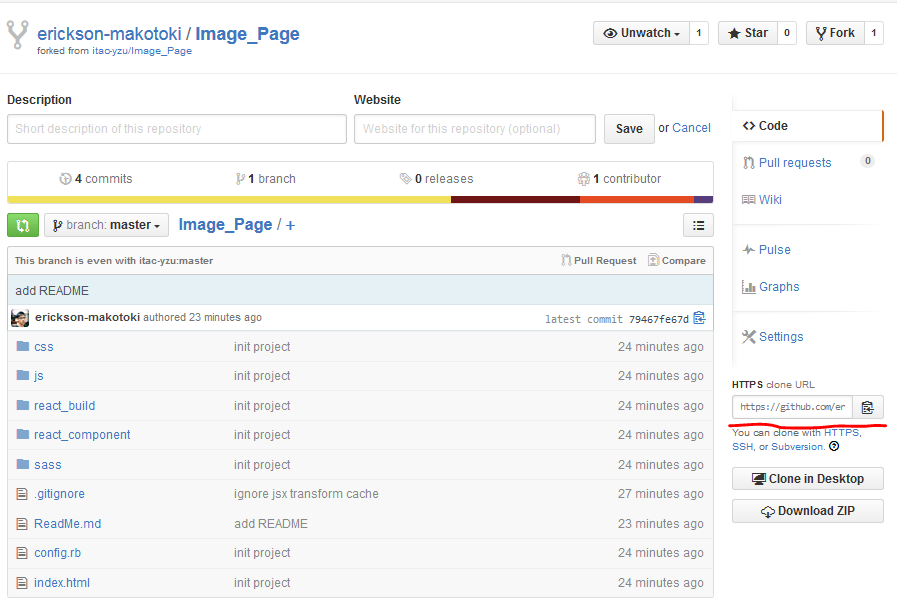 erickson-makotoki / Image_Page
forked from itac-yzu/Image_Page
Unwatch 1
Star 0
Fork 1
Description
Website
Short description of this repository
Website for this repository (optional)
Save or Cancel
4 commits
1 branch
0 releases
1 contributor
branch: master
Image_Page / +
This branch is even with itac-yzu:master
Pull Request
Compare
add README
erickson-makotoki authored 23 minutes ago
latest commit 79467fe67d
css init project 24 minutes ago
js init project 24 minutes ago
react_build init project 24 minutes ago
react_component init project 24 minutes ago
sass init project 24 minutes ago
.gitignore ignore jsx transform cache 27 minutes ago
ReadMe.md add README 23 minutes ago
config.rb init project 24 minutes ago
index.html init project 24 minutes ago
Code
Pull requests 0
Wiki
Pulse
Graphs
Settings
HTTPS clone URL
https://github.com/er
You can clone with HTTPS,
SSH, or Subversion.
Clone in Desktop
Download ZIP